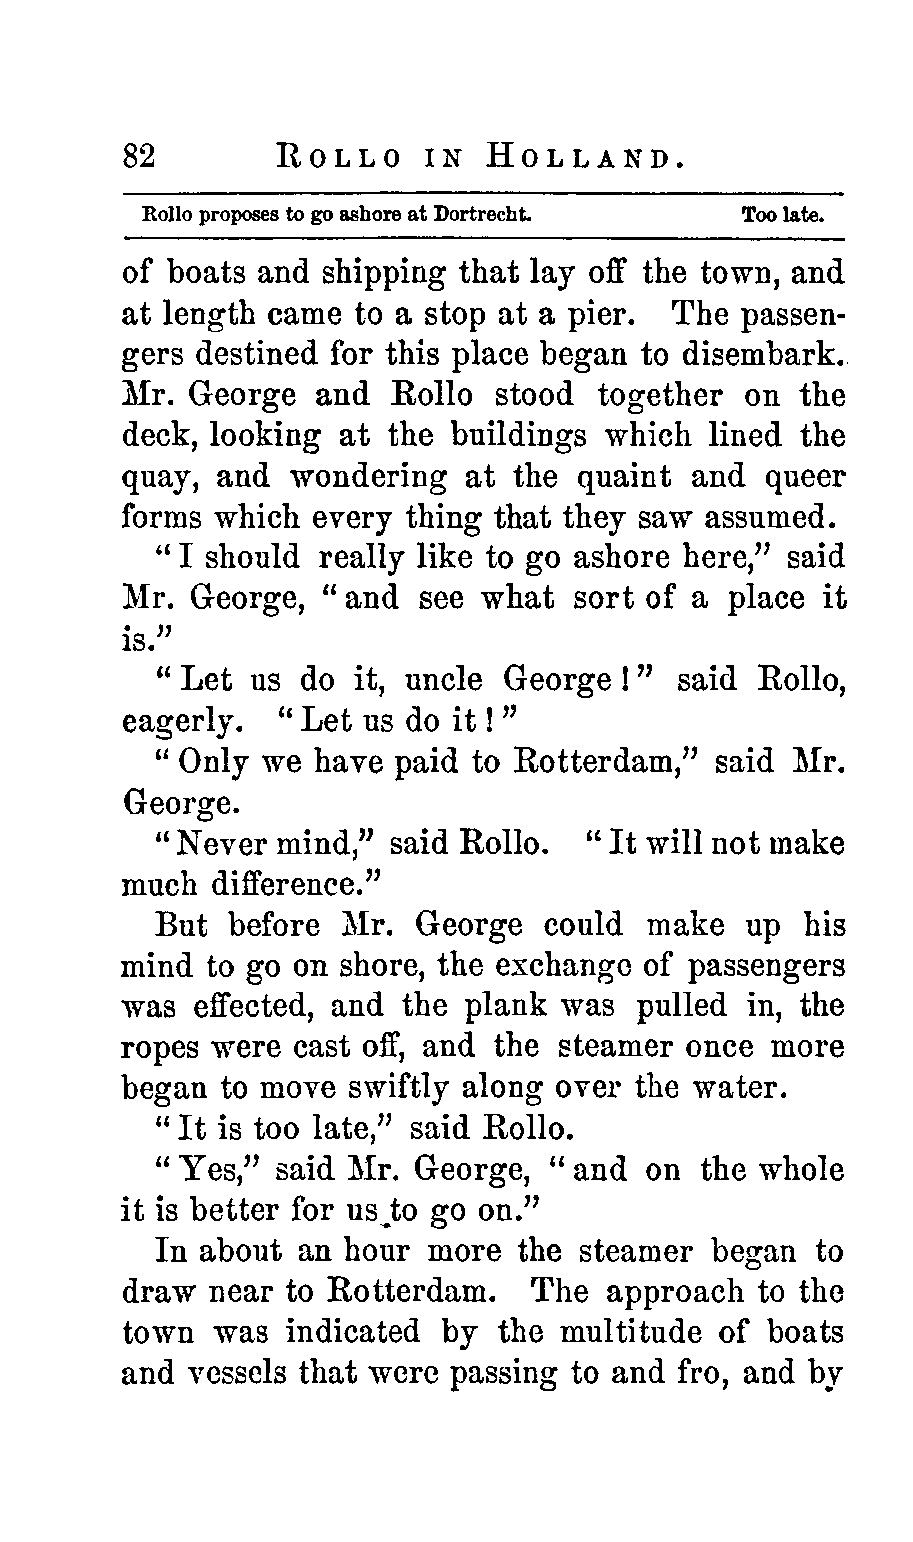 82 ROLLO IN HOLLAND.
Rollo proposes to go ashore at Dortrecht. Too late.
of boats and shipping that lay off the town, and
at length came to a stop at a pier. The passen-
gers destined for this place began to disembark.
Mr. George and Rollo stood together on the
deck, looking at the buildings which lined the
quay, and wondering at the quaint and queer
forms which every thing that they saw assumed.
“I should really like to go ashore here,” said
Mr. George, “and see what sort of a place it
is.”
“Let us do it, uncle George!” said Rollo,
eagerly. “Let us do it!”
“Only we have paid to Rotterdam,” said Mr.
George.
“Never mind,” said Rollo. “It will not make
much difference.”
But before Mr. George could make up his
mind to go on shore, the exchange of passengers
was effected, and the plank was pulled in, the
ropes were cast off, and the steamer once more
began to move swiftly along over the water.
“It is too late,” said Rollo.
“Yes,” said Mr. George, “and on the whole
it is better for us to go on.”
In about an hour more the steamer began to
draw near to Rotterdam. The approach to the
town was indicated by the multitude of boats
and vessels that were passing to and fro, and by